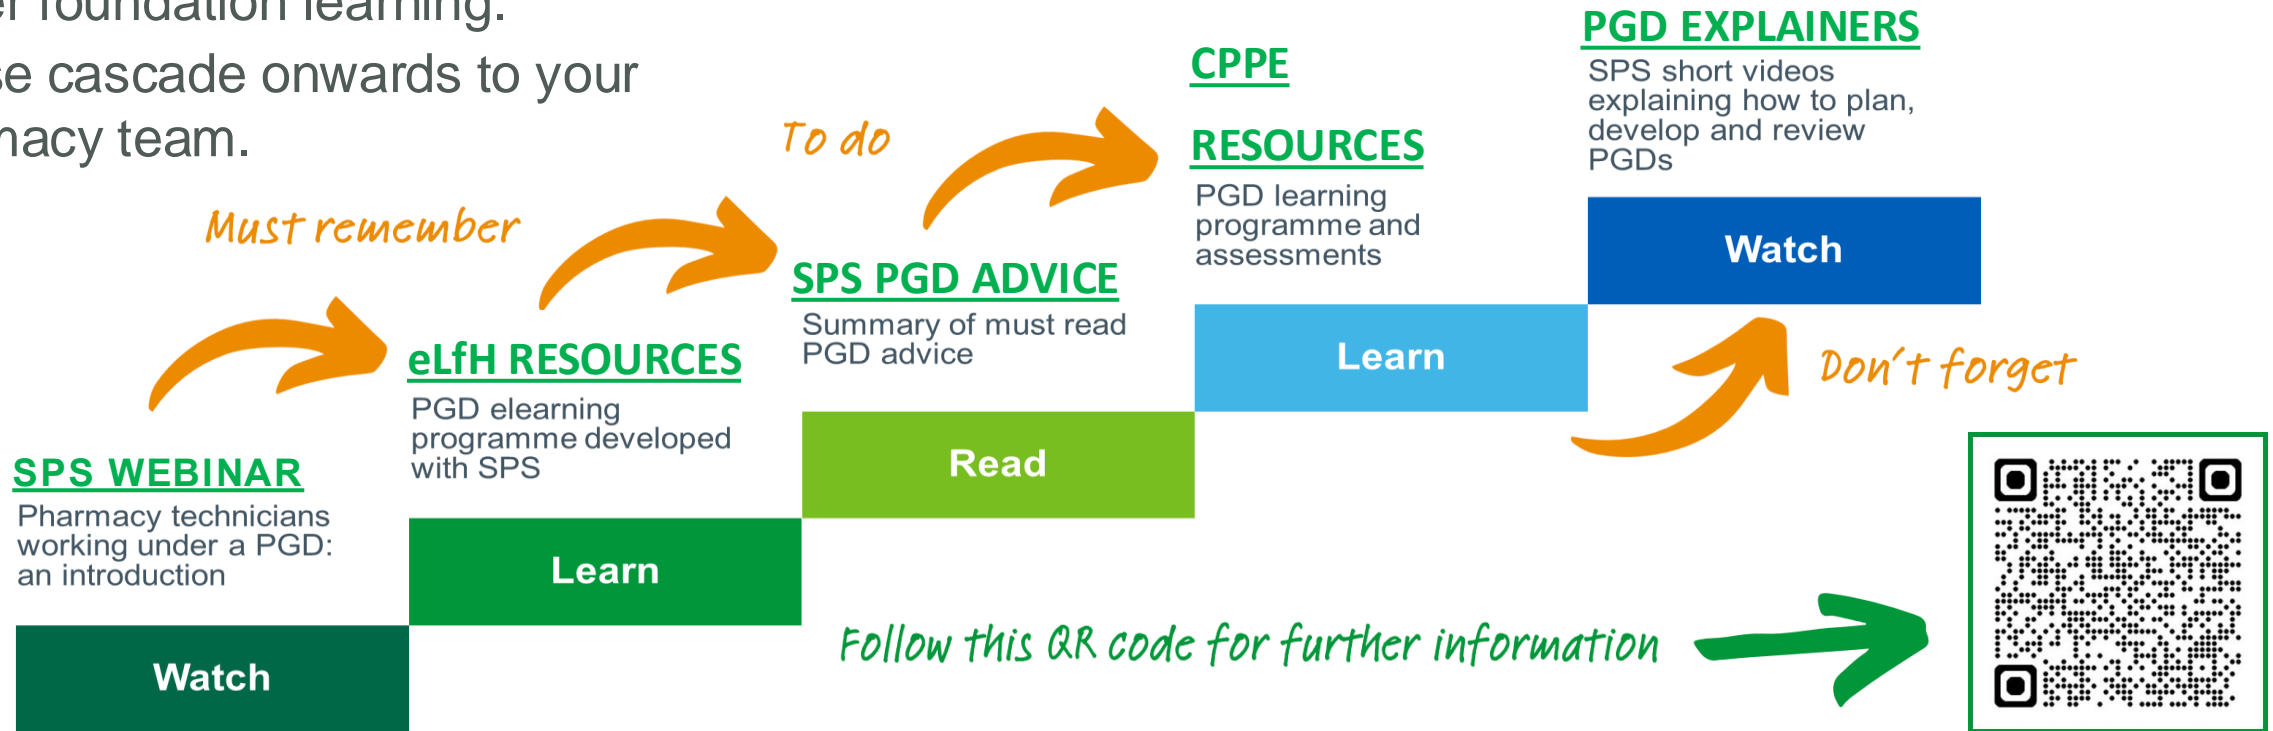 foundation learning.
cascade onwards to your
team.
Must remember
To do
SPS WEBINAR
Pharmacy technicians
working under a PGD:
an introduction
Watch
eLfH RESOURCES
PGD elearning
programme developed
with SPS
Learn
SPS PGD ADVICE
Summary of must read
PGD advice
Read
CPPE
RESOURCES
PGD learning
programme and
assessments
Learn
PGD EXPLAINERS
SPS short videos
explaining how to plan,
develop and review
PGDs
Watch
Don't forget
Follow this QR code for further information